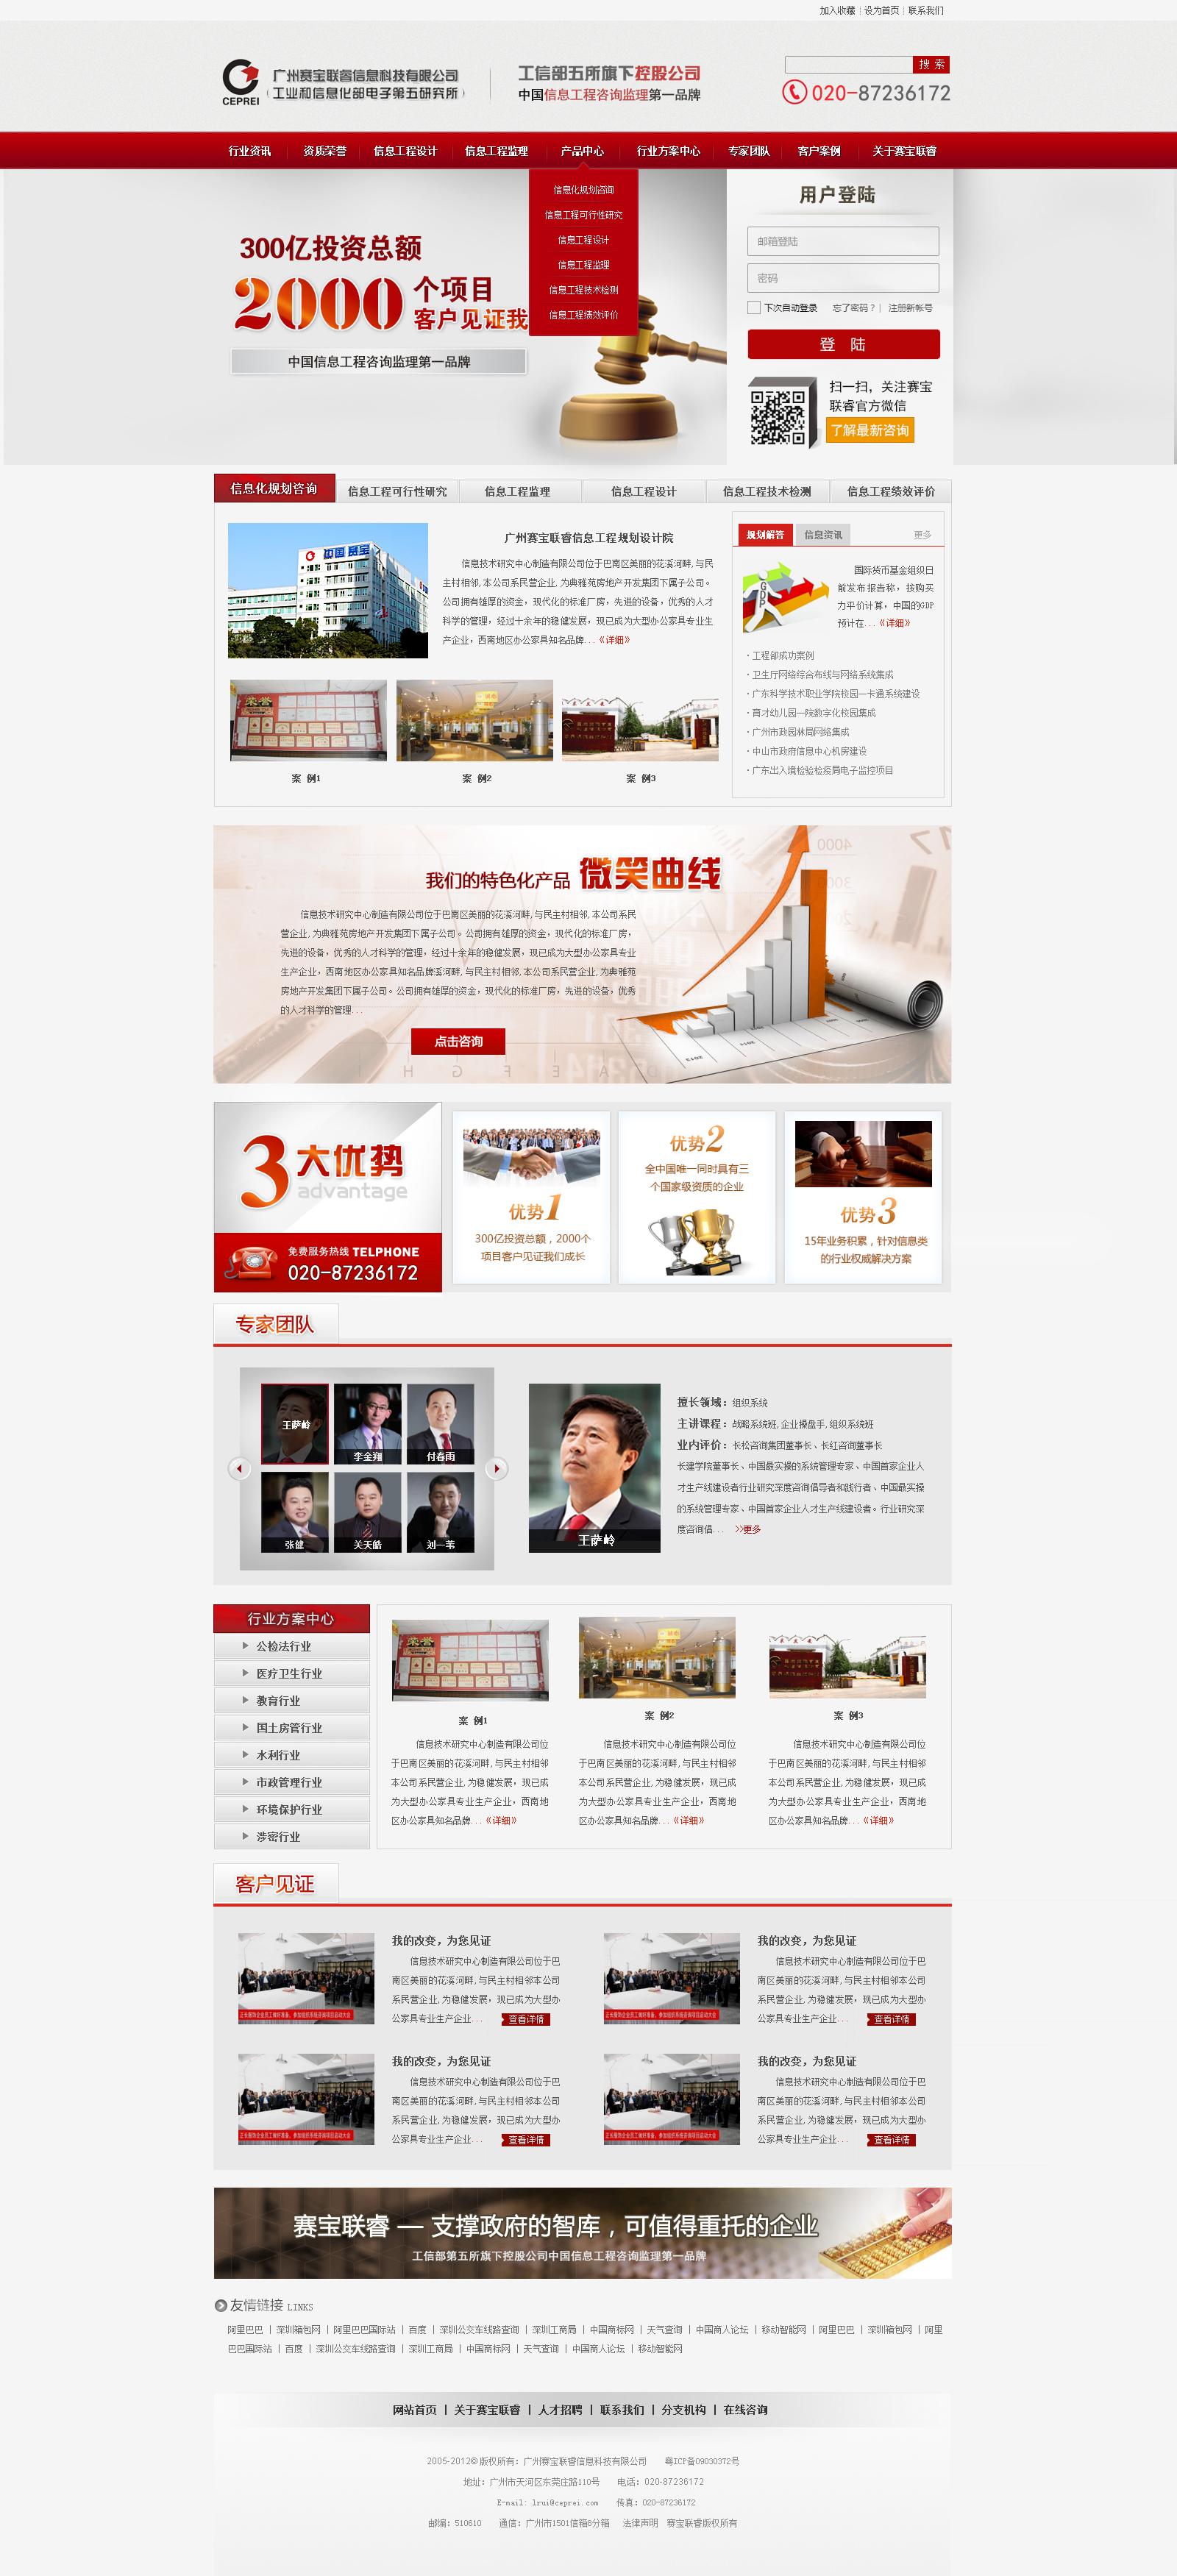 加入收藏 | 设为首页 | 联系我们
CEPREI
广州赛宝联睿信息科技有限公司
工业和信息化部电子第五研究所
工信部五所旗下控股公司
中国信息工程咨询监理第一品牌
搜 索
020-87236172
行业资讯 资质荣誉 信息工程设计 信息工程监理 产品中心 行业方案中心 专家团队 客户案例 关于赛宝联睿
信息化规划咨询
信息工程可行性研究
信息工程设计
信息工程监理
信息工程技术检测
信息工程绩效评价
300亿投资总额
2000 个项目
客户见证我
中国信息工程咨询监理第一品牌
用户登陆
邮箱登陆
密码
下次自动登录 忘了密码？| 注册新帐号
登 陆
扫一扫，关注赛宝
联睿官方微信
了解最新咨询
信息化规划咨询 信息工程可行性研究 信息工程监理 信息工程设计 信息工程技术检测 信息工程绩效评价
中国赛宝
广州赛宝联睿信息工程规划设计院
信息技术研究中心制造有限公司位于巴南区美丽的花溪河畔,与民
主村相邻,本公司系民营企业,为典雅苑房地产开发集团下属子公司。
公司拥有雄厚的资金，现代化的标准厂房，先进的设备，优秀的人才
科学的管理，经过十余年的稳健发展，现已成为大型办公家具专业生
产企业，西南地区办公家具知名品牌...《详细》
荣誉
案 例1
案 例2
案 例3
规划解答 信息资讯 更多
GDP
国际货币基金组织日
前发布报告称，按购买
力平价计算，中国的GDP
预计在...《详细》
·工程部成功案例
·卫生厅网络综合布线与网络系统集成
·广东科学技术职业学院校园一卡通系统建设
·育才幼儿园一院数字化校园集成
·广州市政园林局网络集成
·中山市政府信息中心机房建设
·广东出入境检验检疫局电子监控项目
我们的特色化产品 微笑曲线
信息技术研究中心制造有限公司位于巴南区美丽的花溪河畔,与民主村相邻,本公司系民
营企业,为典雅苑房地产开发集团下属子公司。公司拥有雄厚的资金，现代化的标准厂房，
先进的设备，优秀的人才科学的管理，经过十余年的稳健发展，现已成为大型办公家具专业
生产企业，西南地区办公家具知名品牌溪河畔,与民主村相邻,本公司系民营企业,为典雅苑
房地产开发集团下属子公司。公司拥有雄厚的资金，现代化的标准厂房，先进的设备，优秀
的人才科学的管理...
点击咨询
3大优势
advantage
免费服务热线 TELPHONE
020-87236172
优势1
300亿投资总额，2000个
项目客户见证我们成长
优势2
全中国唯一同时具有三
个国家级资质的企业
优势3
15年业务积累，针对信息类
的行业权威解决方案
专家团队
王萨岭 李金翔 付春雨
张健 关天皓 刘一苇
王萨岭
擅长领域：组织系统
主讲课程：战略系统班,企业操盘手,组织系统班
业内评价：长松咨询集团董事长、长红咨询董事长
长建学院董事长、中国最实操的系统管理专家、中国首家企业人
才生产线建设者行业研究深度咨询倡导者和践行者、中国最实操
的系统管理专家、中国首家企业人才生产线建设者。行业研究深
度咨询倡... >>更多
行业方案中心
公检法行业
医疗卫生行业
教育行业
国土房管行业
水利行业
市政管理行业
环境保护行业
涉密行业
荣誉
案 例1
信息技术研究中心制造有限公司位
于巴南区美丽的花溪河畔,与民主村相邻
本公司系民营企业,为稳健发展，现已成
为大型办公家具专业生产企业，西南地
区办公家具知名品牌...《详细》
案 例2
信息技术研究中心制造有限公司位
于巴南区美丽的花溪河畔,与民主村相邻
本公司系民营企业,为稳健发展，现已成
为大型办公家具专业生产企业，西南地
区办公家具知名品牌...《详细》
案 例3
信息技术研究中心制造有限公司位
于巴南区美丽的花溪河畔,与民主村相邻
本公司系民营企业,为稳健发展，现已成
为大型办公家具专业生产企业，西南地
区办公家具知名品牌...《详细》
客户见证
我的改变，为您见证
信息技术研究中心制造有限公司位于巴
南区美丽的花溪河畔,与民主村相邻本公司
系民营企业,为稳健发展，现已成为大型办
公家具专业生产企业... 查看详情
我的改变，为您见证
信息技术研究中心制造有限公司位于巴
南区美丽的花溪河畔,与民主村相邻本公司
系民营企业,为稳健发展，现已成为大型办
公家具专业生产企业... 查看详情
我的改变，为您见证
信息技术研究中心制造有限公司位于巴
南区美丽的花溪河畔,与民主村相邻本公司
系民营企业,为稳健发展，现已成为大型办
公家具专业生产企业... 查看详情
我的改变，为您见证
信息技术研究中心制造有限公司位于巴
南区美丽的花溪河畔,与民主村相邻本公司
系民营企业,为稳健发展，现已成为大型办
公家具专业生产企业... 查看详情
赛宝联睿 — 支撑政府的智库，可值得重托的企业
工信部第五所旗下控股公司中国信息工程咨询监理第一品牌
友情链接 LINKS
阿里巴巴 | 深圳箱包网 | 阿里巴巴国际站 | 百度 | 深圳公交车线路查询 | 深圳工商局 | 中国商标网 | 天气查询 | 中国商人论坛 | 移动智能网 | 阿里巴巴 | 深圳箱包网 | 阿里
巴巴国际站 | 百度 | 深圳公交车线路查询 | 深圳工商局 | 中国商标网 | 天气查询 | 中国商人论坛 | 移动智能网
网站首页 | 关于赛宝联睿 | 人才招聘 | 联系我们 | 分支机构 | 在线咨询
2005-2012© 版权所有：广州赛宝联睿信息科技有限公司 粤ICP备09030372号
地址：广州市天河区东莞庄路110号 电话：020-87236172
E-mail: lrui@ceprei.com 传真：020-87236172
邮编：510610 通信：广州市1501信箱8分箱 法律声明 赛宝联睿版权所有